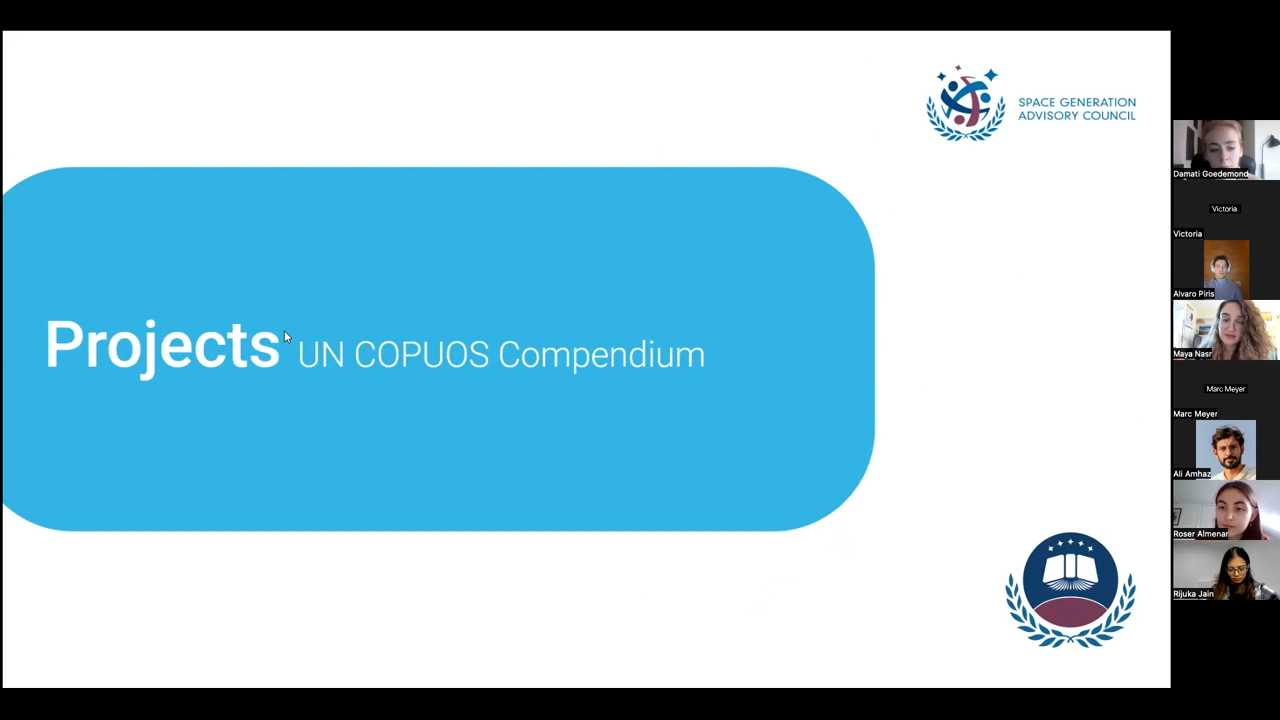 SPACE GENERATION
ADVISORY COUNCIL
Projects UN COPUOS Compendium
Damati Goedemond
Victoria
Victoria
Alvaro Piris
Maya Nasr
Marc Meyer
Marc Meyer
Ali Amhaz
Roser Almenar
Rijuka Jain